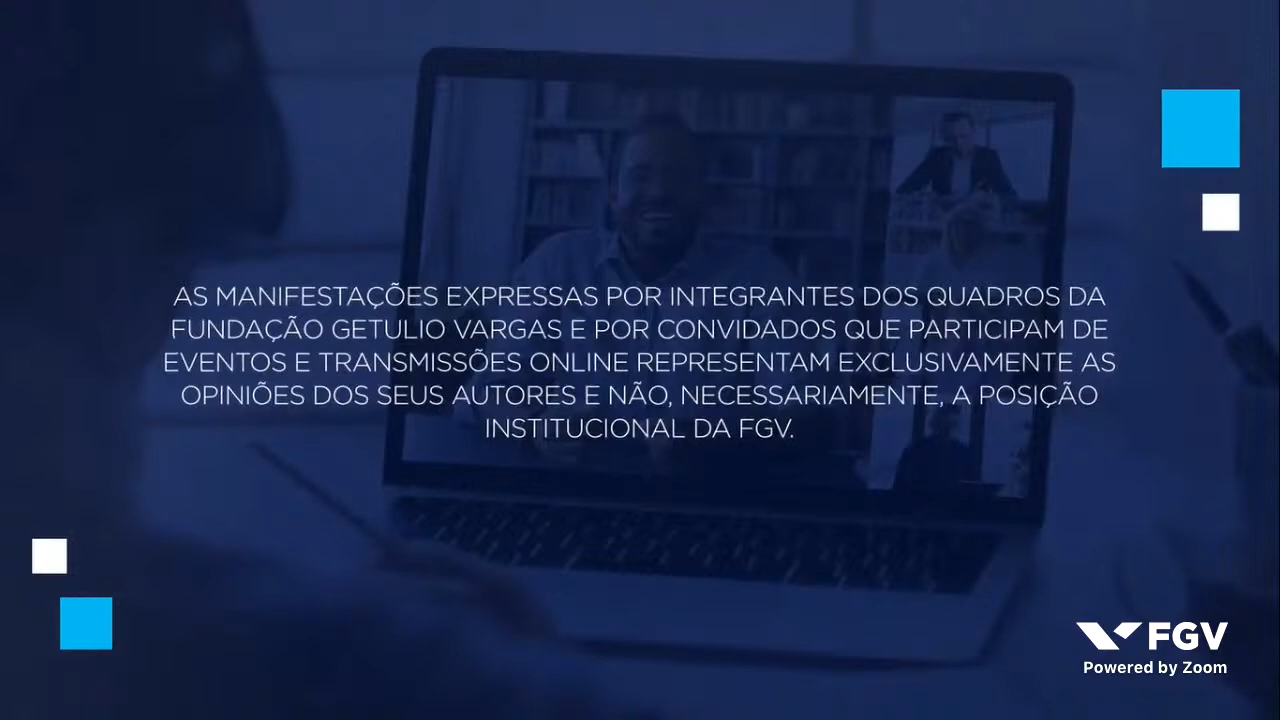 AS MANIFESTAÇÕES EXPRESSAS POR INTEGRANTES DOS QUADROS DA
FUNDAÇÃO GETULIO VARGAS E POR CONVIDADOS QUE PARTICIPAM DE
EVENTOS E TRANSMISSÕES ONLINE REPRESENTAM EXCLUSIVAMENTE AS
OPINIÕES DOS SEUS AUTORES E NÃO, NECESSARIAMENTE, A POSIÇÃO
INSTITUCIONAL DA FGV.
FGV
Powered by Zoom